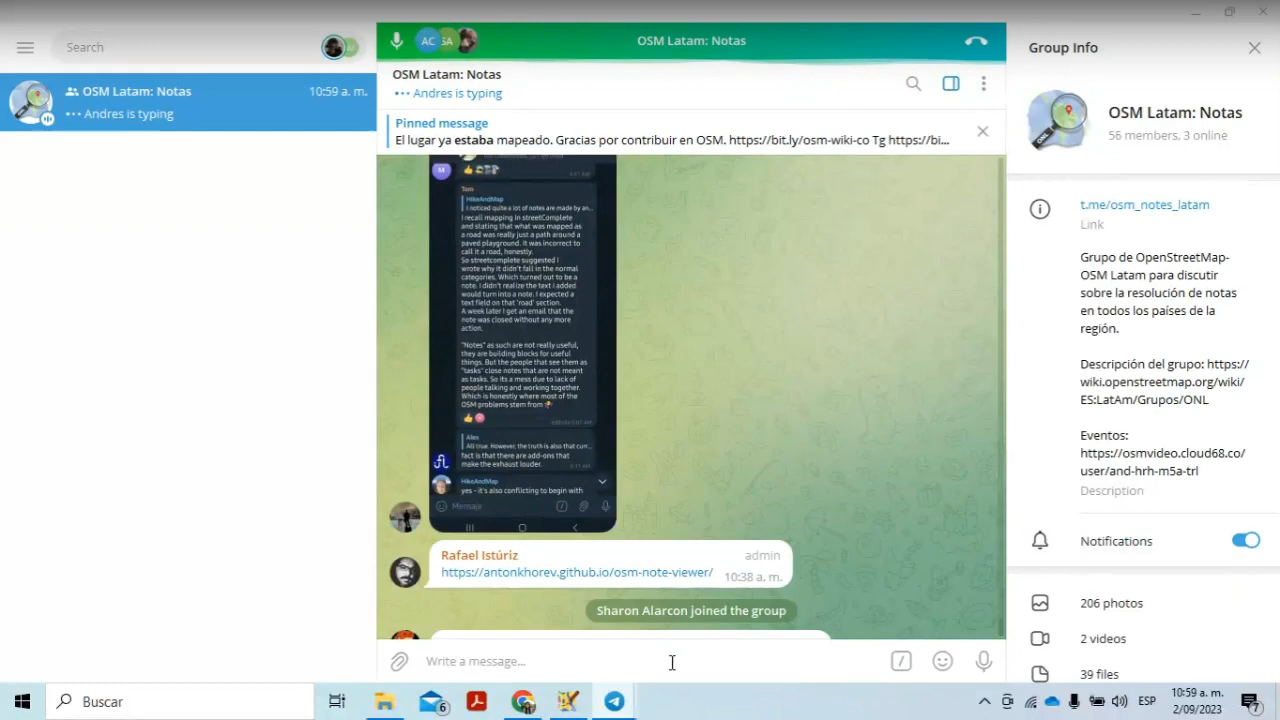 Search
OSM Latam: Notas
10:59 a. m.
Andres is typing
AC
SA
OSM Latam: Notas
OSM Latam: Notas
Andres is typing
Pinned message
El lugar ya estaba mapeado. Gracias por contribuir en OSM. https://bit.ly/osm-wiki-co Tg https://bi...
M
Tom
HikeAndMap
I noticed quite a lot of notes are made by an...
I recall mapping in streetComplete
and stating that what was mapped as
a road was really just a path around a
paved playground. It was incorrect to
call it a road, honestly.
So streetcomplete suggested I
wrote why it didn't fall in the normal
categories. Which turned out to be a
note. I didn't realize the text I added
would turn into a note. I expected a
text field on that 'road' section.
A week later I get an email that the
note was closed without any more
action.
"Notes" as such are not really useful,
they are building blocks for useful
things. But the people that see them as
"tasks" close notes that are not meant
as tasks. So its a mess due to lack of
people talking and working together.
Which is honestly where most of the
OSM problems stem from
Alex
All true. However, the truth is also that curr...
fact is that there are add-ons that
make the exhaust louder.
HikeAndMap
yes - it's also conflicting to begin with
Mensaje
Rafael Istúriz
admin
https://antonkhorev.github.io/osm-note-viewer/
10:38 a. m.
Sharon Alarcon joined the group
Write a message...
Group Info
OSM Latam: Notas
56 members, 3 online
t.me/osm_notes_latam
Link
Grupo de OpenStreetMap-
OSM Latam para discutir
sobre la resolución de notas
en todos los países de la
región.
Descripción del grupo: https://
wiki.openstreetmap.org/wiki/
ES:LatAm/Grupos/ONL
Eventos:
https://osmvideo.cloud68.co/
user/and-hrh-m5a-trl
Description
Notifications
206 photos
2 videos
39 files
Buscar
6
ESP
10:59 a. m.
2/09/2023
7